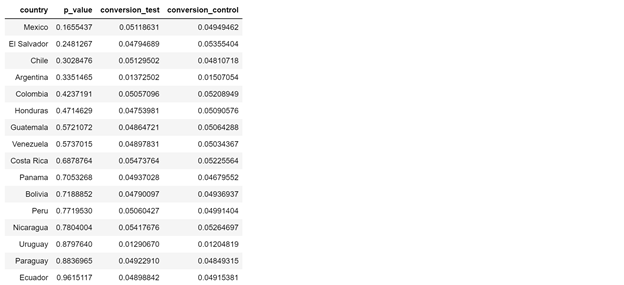 country p_value conversion_test conversion_control
Mexico 0.1655437 0.05118631 0.04949462
El Salvador 0.2481267 0.04794689 0.05355404
Chile 0.3028476 0.05129502 0.04810718
Argentina 0.3351465 0.01372502 0.01507054
Colombia 0.4237191 0.05057096 0.05208949
Honduras 0.4714629 0.04753981 0.05090576
Guatemala 0.5721072 0.04864721 0.05064288
Venezuela 0.5737015 0.04897831 0.05034367
Costa Rica 0.6878764 0.05473764 0.05225564
Panama 0.7053268 0.04937028 0.04679552
Bolivia 0.7188852 0.04790097 0.04936937
Peru 0.7719530 0.05060427 0.04991404
Nicaragua 0.7804004 0.05417676 0.05264697
Uruguay 0.8797640 0.01290670 0.01204819
Paraguay 0.8836965 0.04922910 0.04849315
Ecuador 0.9615117 0.04898842 0.04915381